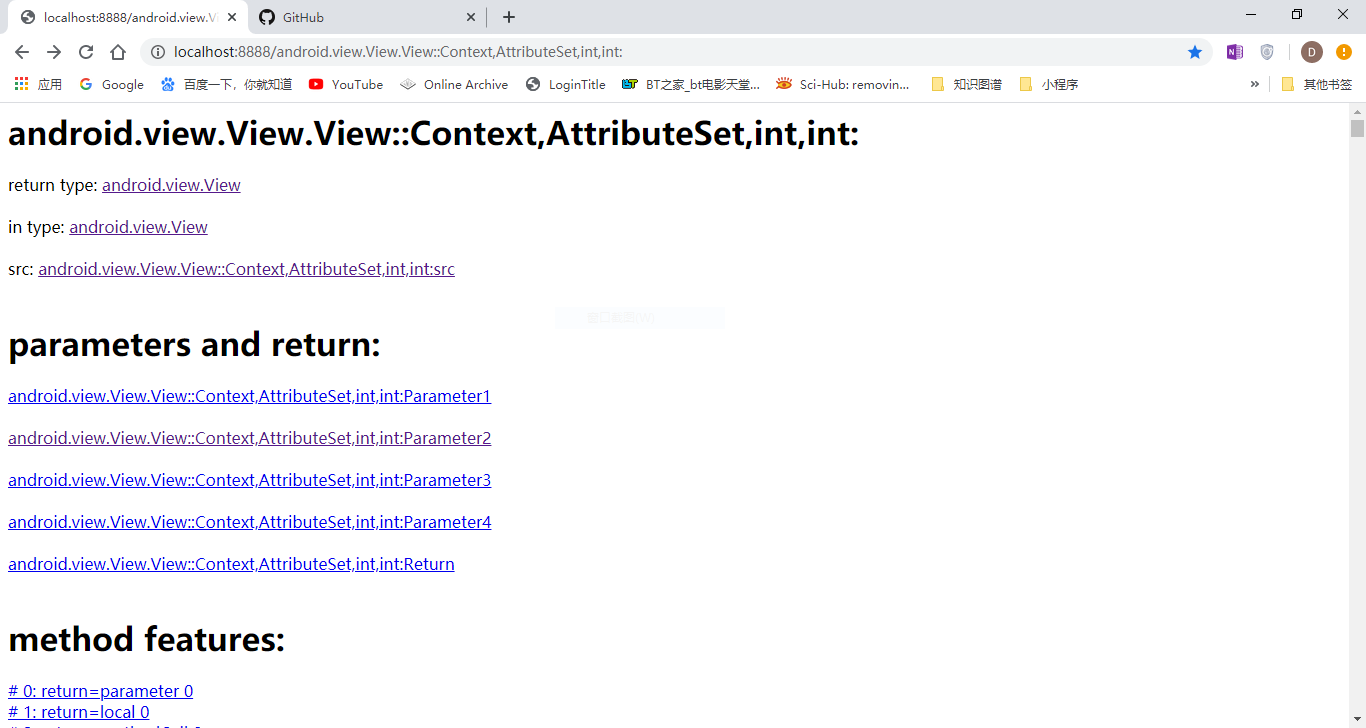 localhost:8888/android.view.Vi
GitHub
localhost:8888/android.view.View.View::Context,AttributeSet,int,int:
D
应用
Google
百度一下，你就知道
YouTube
Online Archive
LoginTitle
BT之家_bt电影天堂...
Sci-Hub: removin...
知识图谱
小程序
»
其他书签
android.view.View.View::Context,AttributeSet,int,int:
return type: android.view.View
in type: android.view.View
src: android.view.View.View::Context,AttributeSet,int,int:src
窗口截图(W)
parameters and return:
android.view.View.View::Context,AttributeSet,int,int:Parameter1
android.view.View.View::Context,AttributeSet,int,int:Parameter2
android.view.View.View::Context,AttributeSet,int,int:Parameter3
android.view.View.View::Context,AttributeSet,int,int:Parameter4
android.view.View.View::Context,AttributeSet,int,int:Return
method features:
# 0: return=parameter 0
# 1: return=local 0